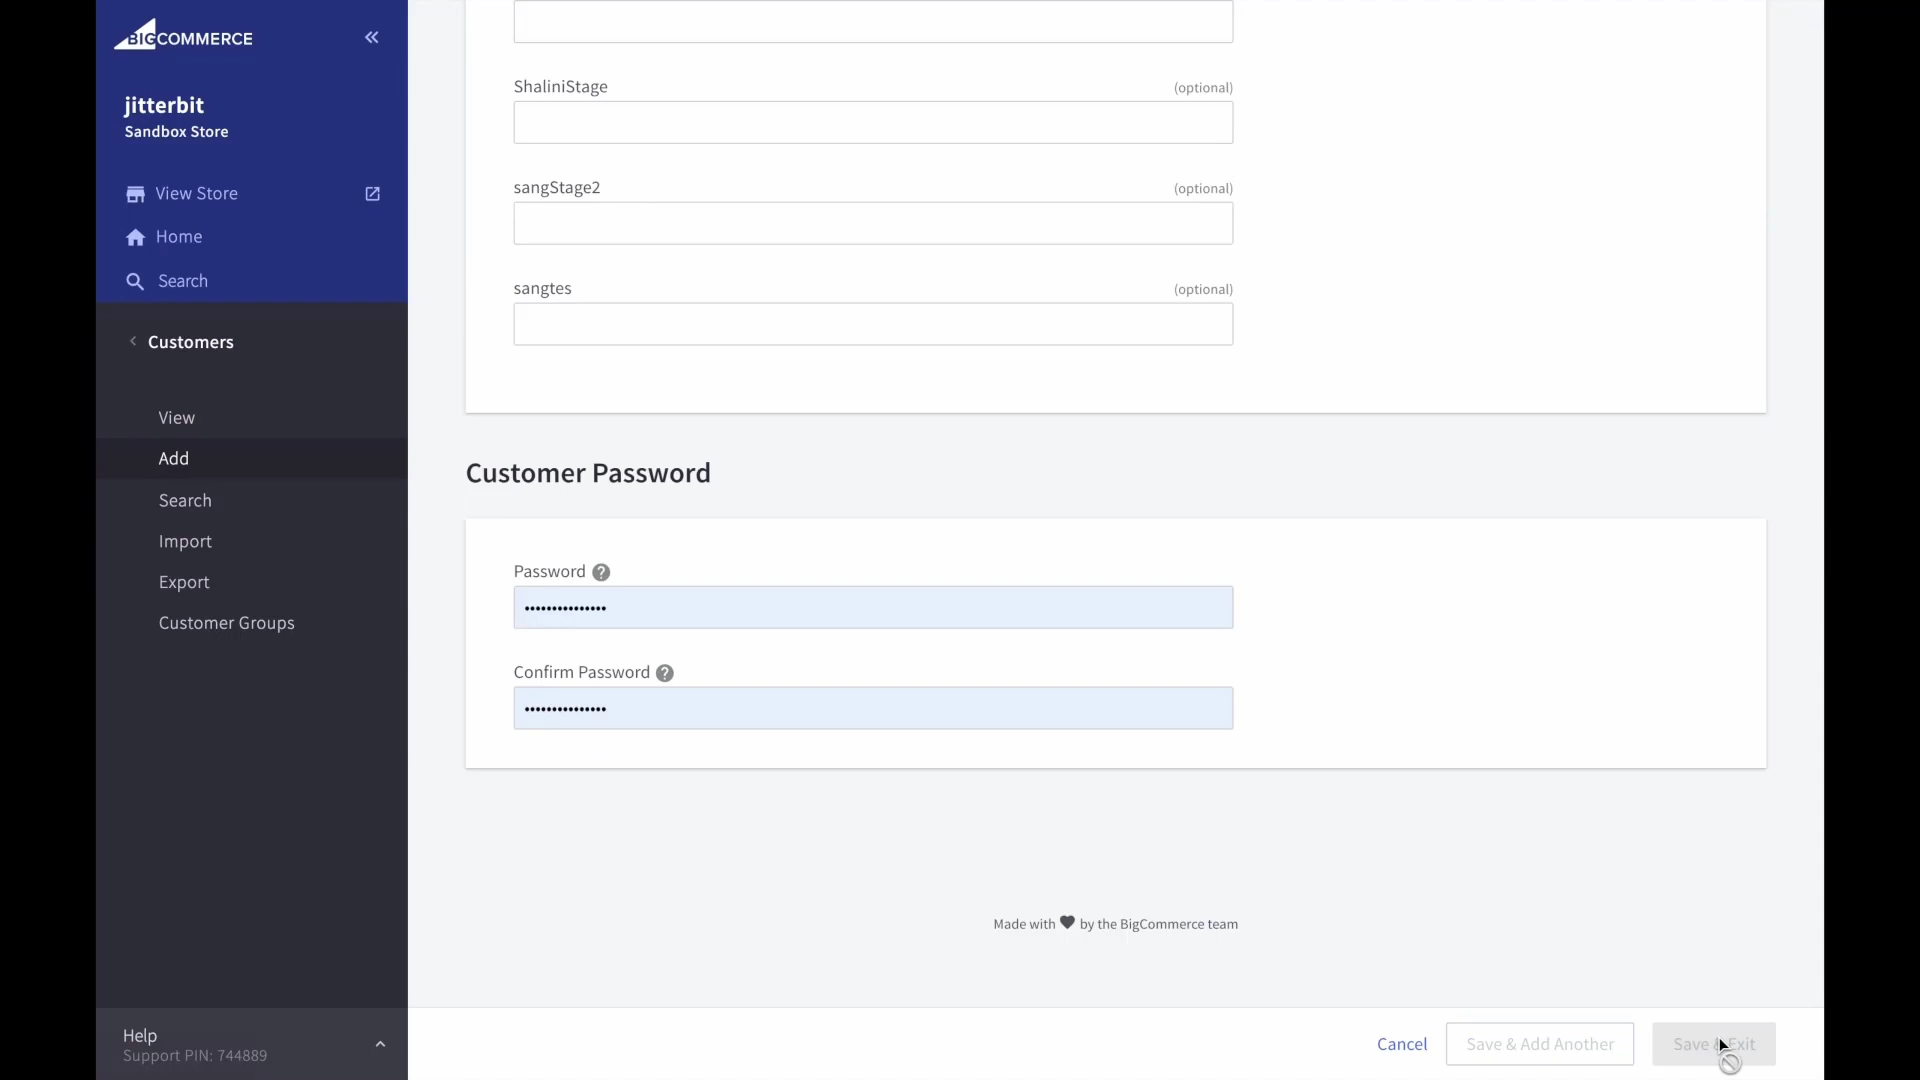 BIGCOMMERCE
jitterbit
Sandbox Store
View Store
Home
Search
Customers
View
Add
Search
Import
Export
Customer Groups
Help
Support PIN: 744889
ShaliniStage (optional)
sangStage2 (optional)
sangtes (optional)
Customer Password
Password ?
•••••••••••••••
Confirm Password ?
•••••••••••••••
Made with ♥ by the BigCommerce team
Cancel Save & Add Another Save & Exit